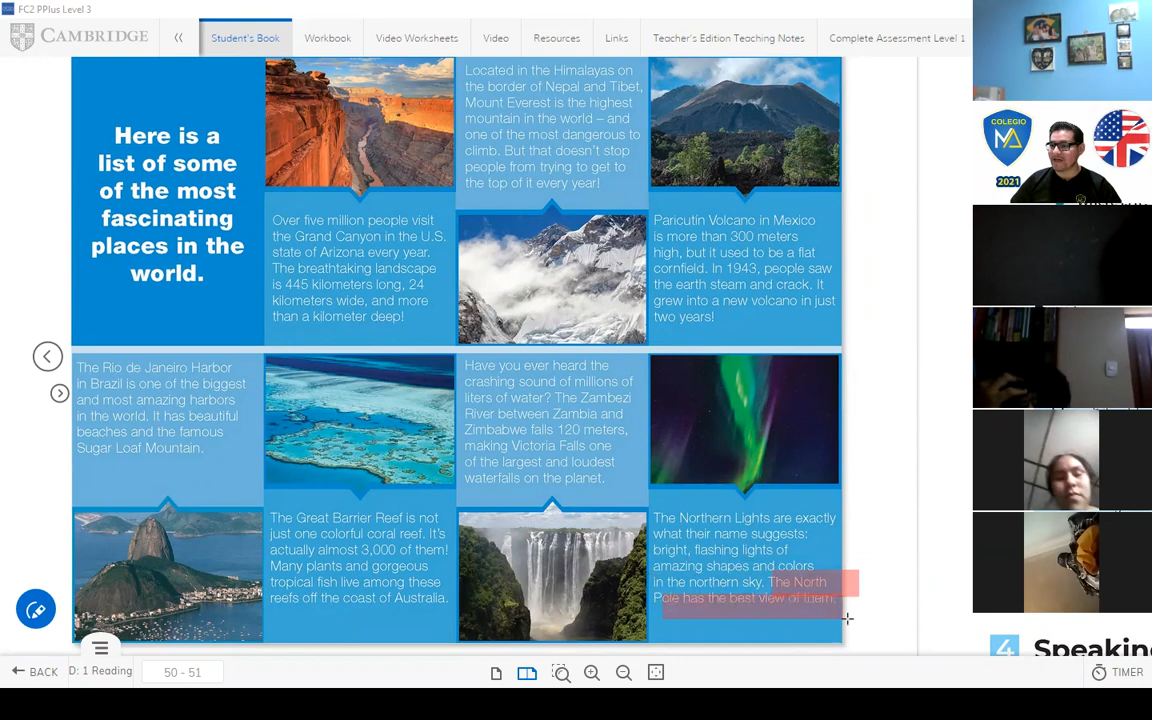 FC2 PPlus Level 3
CAMBRIDGE
Student's Book
Workbook
Video Worksheets
Video
Resources
Links
Teacher's Edition Teaching Notes
Complete Assessment Level 1
Here is a
list of some
of the most
fascinating
places in the
world.
Over five million people visit
the Grand Canyon in the U.S.
state of Arizona every year.
The breathtaking landscape
is 445 kilometers long, 24
kilometers wide, and more
than a kilometer deep!
Located in the Himalayas on
the border of Nepal and Tibet,
Mount Everest is the highest
mountain in the world – and
one of the most dangerous to
climb. But that doesn't stop
people from trying to get to
the top of it every year!
Paricutín Volcano in Mexico
is more than 300 meters
high, but it used to be a flat
cornfield. In 1943, people saw
the earth steam and crack. It
grew into a new volcano in just
two years!
The Rio de Janeiro Harbor
in Brazil is one of the biggest
and most amazing harbors
in the world. It has beautiful
beaches and the famous
Sugar Loaf Mountain.
The Great Barrier Reef is not
just one colorful coral reef. It's
actually almost 3,000 of them!
Many plants and gorgeous
tropical fish live among these
reefs off the coast of Australia.
Have you ever heard the
crashing sound of millions of
liters of water? The Zambezi
River between Zambia and
Zimbabwe falls 120 meters,
making Victoria Falls one
of the largest and loudest
waterfalls on the planet.
The Northern Lights are exactly
what their name suggests:
bright, flashing lights of
amazing shapes and colors
in the northern sky. The North
Pole has the best view of them.
COLEGIO
MA
2021
4 Speaking
BACK
D: 1 Reading
50 - 51
TIMER